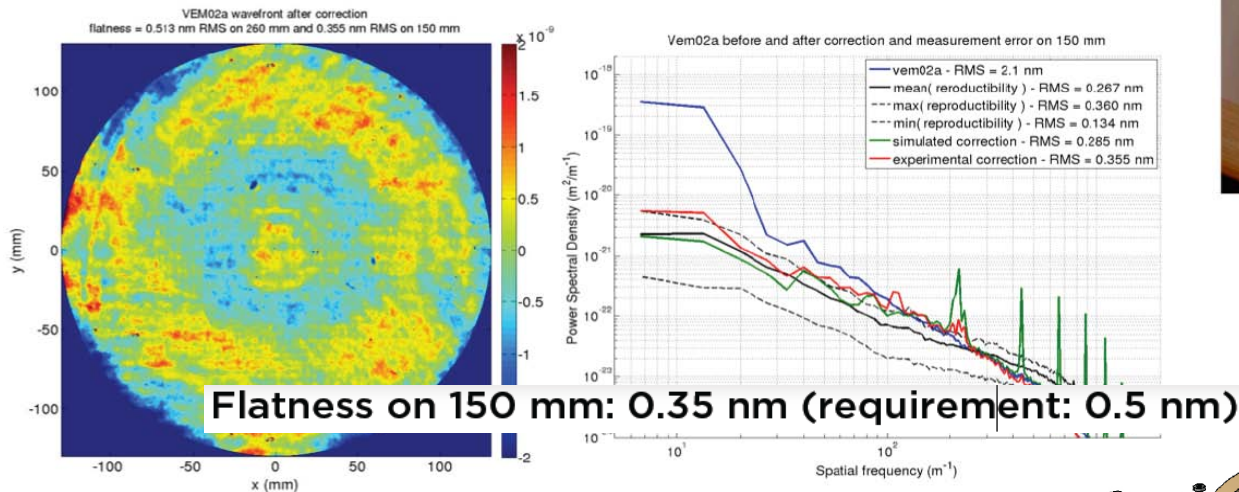 VEM02a wavefront after correction
flatness = 0.513 nm RMS on 260 mm and 0.355 nm RMS on 150 mm
x 10^-9
2
1.5
1
0.5
0
-0.5
-1
-2
100
50
0
-50
-100
y (mm)
-100 -50 0 50 100
x (mm)
Vem02a before and after correction and measurement error on 150 mm
vem02a - RMS = 2.1 nm
mean( reroductibility ) - RMS = 0.267 nm
max( reproductibility ) - RMS = 0.360 nm
min( reproductibility ) - RMS = 0.134 nm
simulated correction - RMS = 0.285 nm
experimental correction - RMS = 0.355 nm
10^-18
10^-19
10^-20
10^-21
10^-22
10^-23
Power Spectral Density (m²/m⁻¹)
10^1 10^2
Spatial frequency (m⁻¹)
Flatness on 150 mm: 0.35 nm (requirement: 0.5 nm)